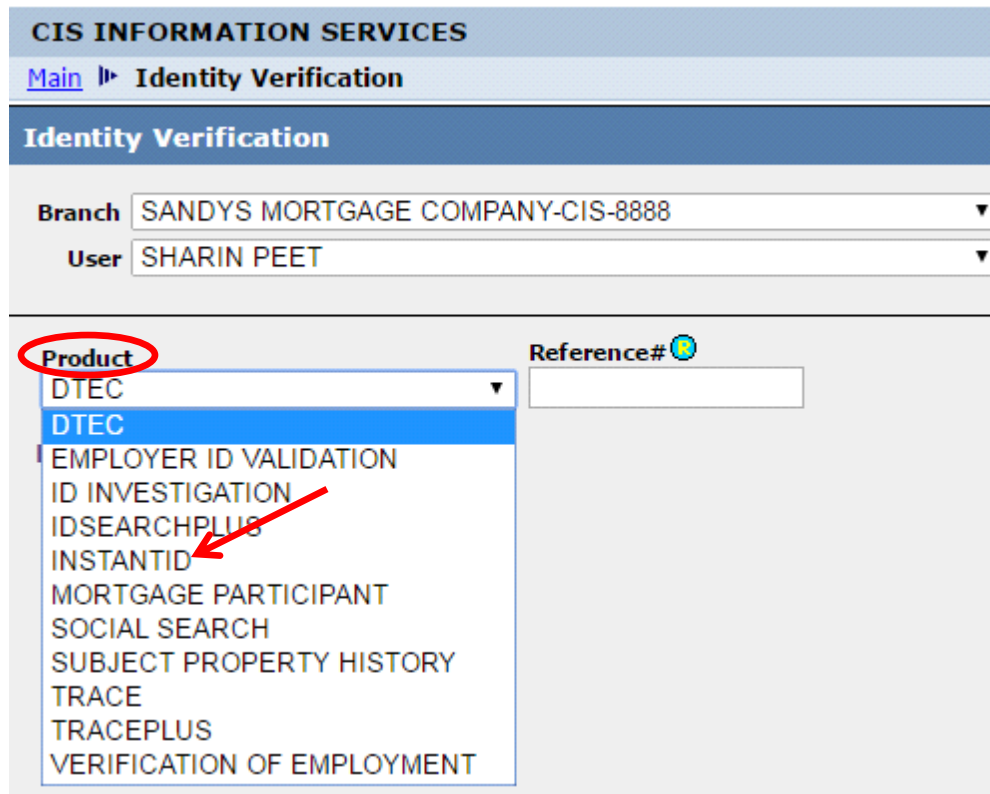 CIS INFORMATION SERVICES
Main Identity Verification
Identity Verification
Branch SANDYS MORTGAGE COMPANY-CIS-8888
User SHARIN PEET
Product Reference# R
DTEC
DTEC
EMPLOYER ID VALIDATION
ID INVESTIGATION
IDSEARCHPLUS
INSTANTID
MORTGAGE PARTICIPANT
SOCIAL SEARCH
SUBJECT PROPERTY HISTORY
TRACE
TRACEPLUS
VERIFICATION OF EMPLOYMENT